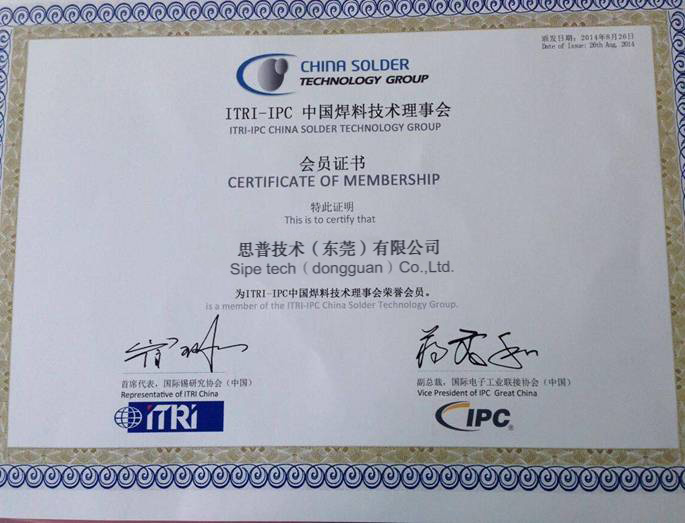 颁发日期：2014年8月26日
Date of Issue: 26th Aug, 2014
CHINA SOLDER
TECHNOLOGY GROUP
ITRI-IPC 中国焊料技术理事会
ITRI-IPC CHINA SOLDER TECHNOLOGY GROUP
会员证书
CERTIFICATE OF MEMBERSHIP
特此证明
This is to certify that
思普技术（东莞）有限公司
Sipe tech（dongguan）Co.,Ltd.
为ITRI-IPC中国焊料技术理事会荣誉会员。
is a member of the ITRI-IPC China Solder Technology Group.
首席代表，国际锡研究协会（中国）
Representative of ITRI China
iTRi
副总裁，国际电子工业联接协会（中国）
Vice President of IPC Great China
IPC®